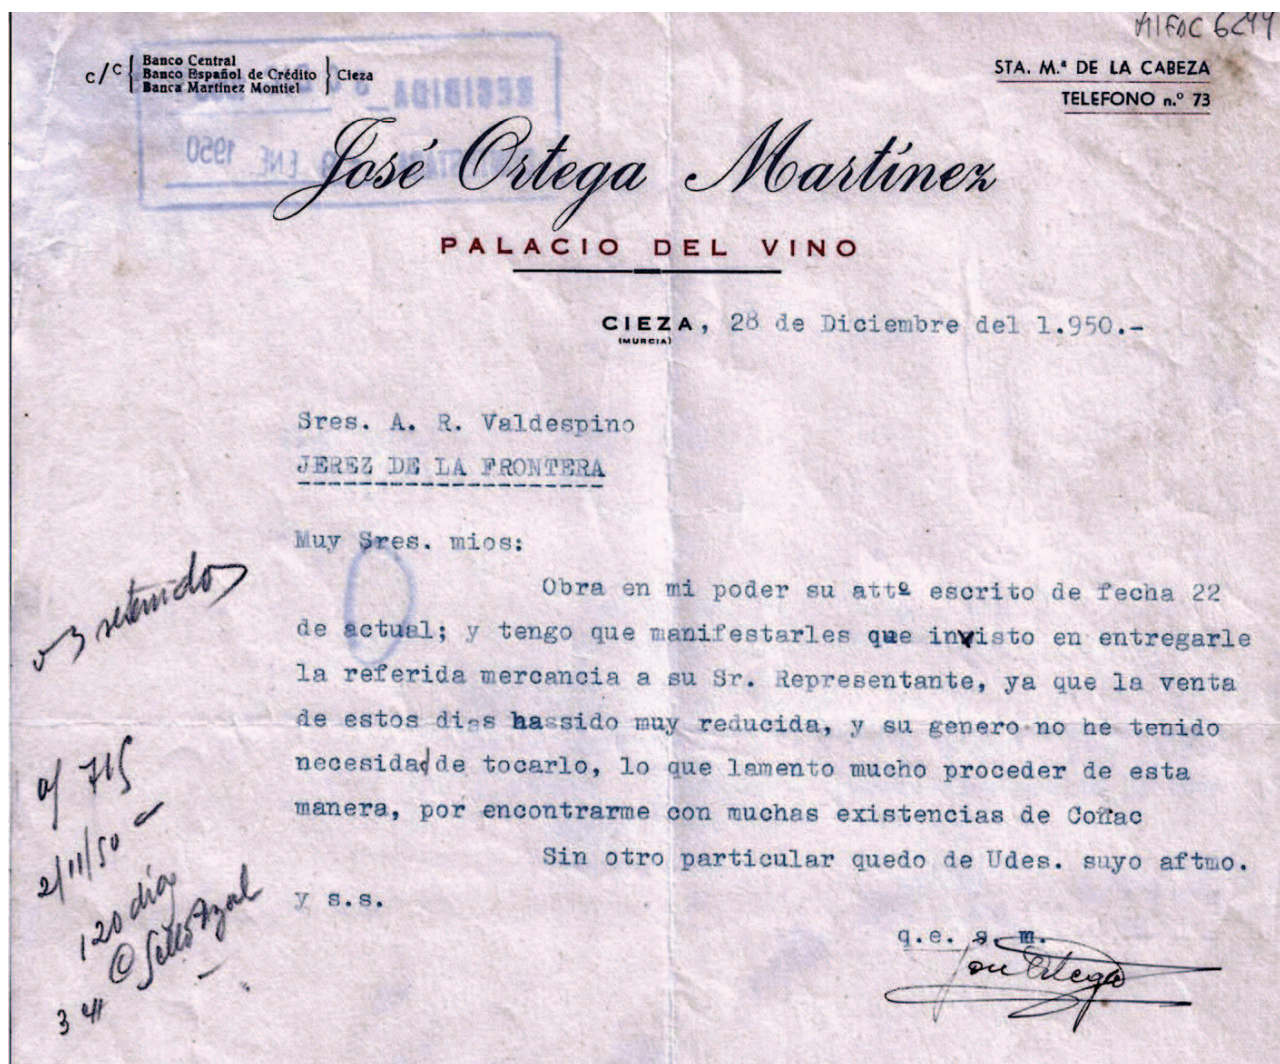 MIFAC 6244
c/c { Banco Central
Banco Español de Crédito } Cieza
Banca Martínez Montiel
STA. M.ª DE LA CABEZA
TELEFONO n.º 73
RECIBIDA
ENE 1950
José Ortega Martínez
PALACIO DEL VINO
CIEZA, 28 de Diciembre del 1.950.-
(MURCIA)
Sres. A. R. Valdespino
JEREZ DE LA FRONTERA
Muy Sres. mios:
Obra en mi poder su attº escrito de fecha 22
de actual; y tengo que manifestarles que invisto en entregarle
la referida mercancia a su Sr. Representante, ya que la venta
de estos dias hassido muy reducida, y su genero no he tenido
necesidad de tocarlo, lo que lamento mucho proceder de esta
manera, por encontrarme con muchas existencias de Coñac
Sin otro particular quedo de Udes. suyo aftmo.
y s.s.
q.e. s. m.
José Ortega
retenido
715
2/11/50
120 días
Sello Azul